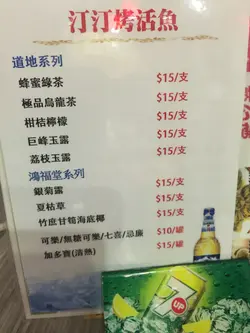 汀汀烤活魚
道地系列
蜂蜜綠茶 $15/支
極品烏龍茶 $15/支
柑桔檸檬 $15/支
巨峰玉露 $15/支
荔枝玉露 $15/支
鴻福堂系列
銀菊露 $15/支
夏枯草 $15/支
竹庶甘筍海底椰 $15/支
可樂/無糖可樂/七喜/忌廉 $10/罐
加多寶(清熱) $15/罐
7
UP